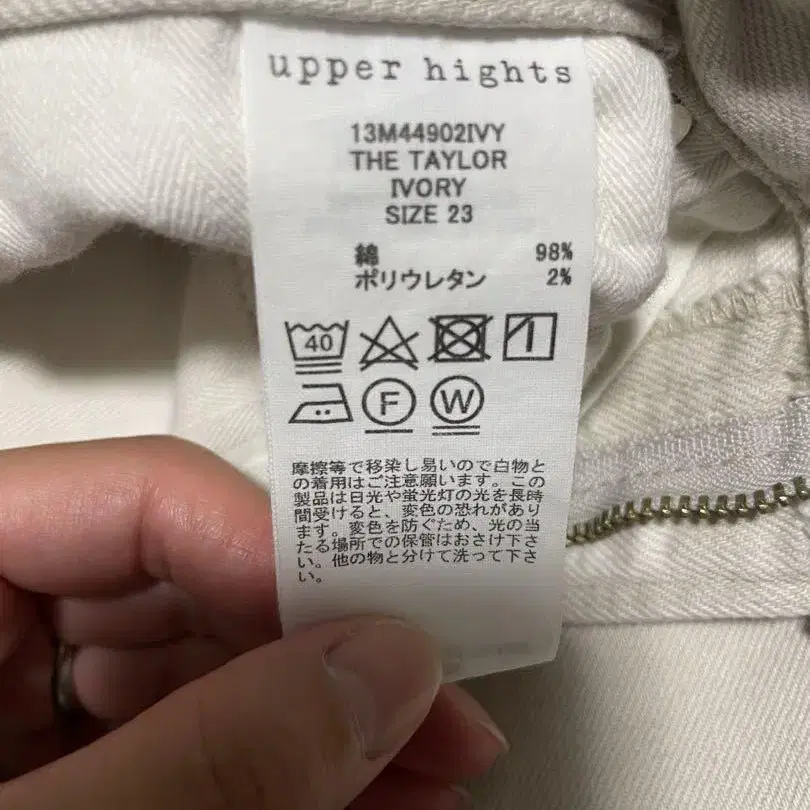 upper hights
13M44902IVY
THE TAYLOR
IVORY
SIZE 23
綿 98%
ポリウレタン 2%
40
F W
摩擦等で移染し易いので白物と
の着用はご注意願います。この
製品は日光や蛍光灯の光を長時
間受けると、変色の恐れがあり
ます。変色を防ぐため、光の当
たる場所での保管はおさけ下さ
い。他の物と分けて洗って下さ
い。